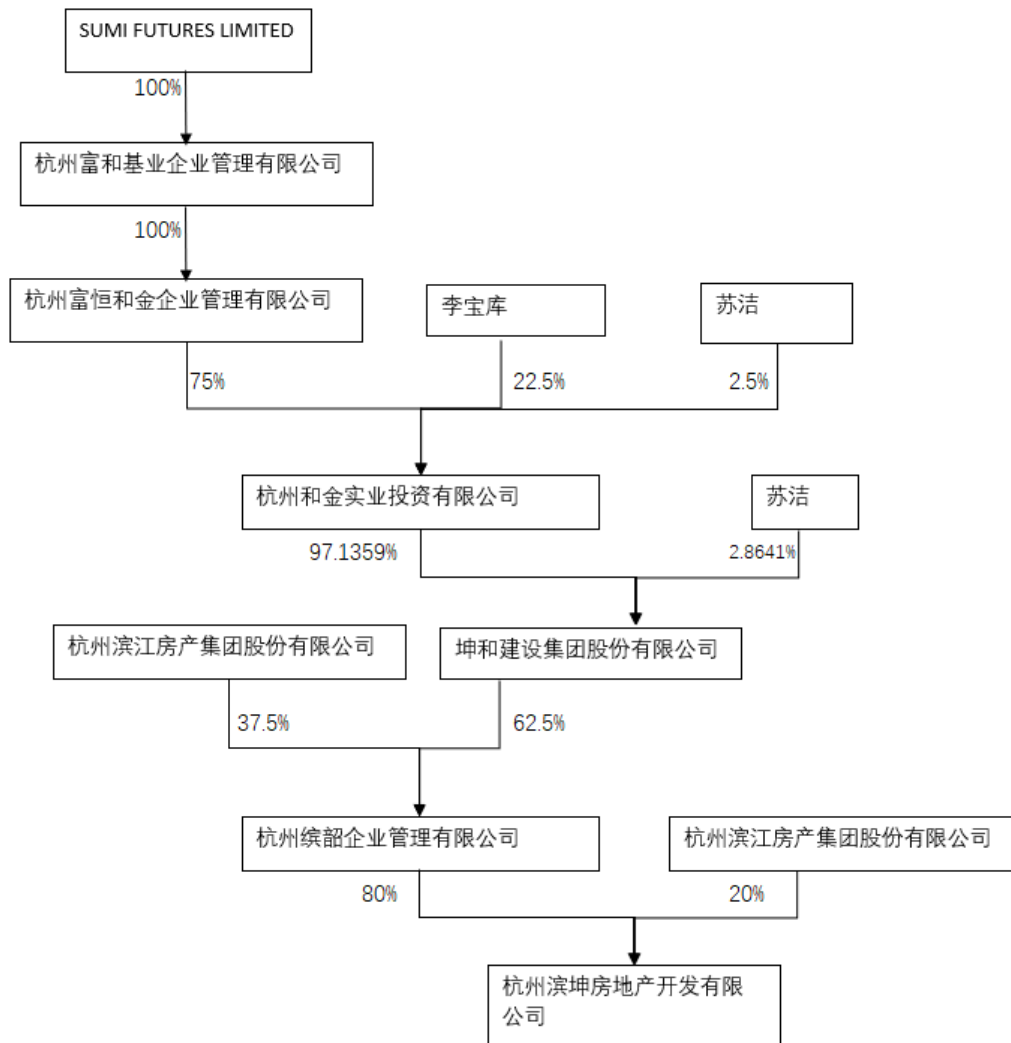 SUMI FUTURES LIMITED
100%
杭州富和基业企业管理有限公司
100%
杭州富恒和金企业管理有限公司
李宝库
苏洁
75%
22.5%
2.5%
杭州和金实业投资有限公司
苏洁
97.1359%
2.8641%
杭州滨江房产集团股份有限公司
坤和建设集团股份有限公司
37.5%
62.5%
杭州缤韶企业管理有限公司
杭州滨江房产集团股份有限公司
80%
20%
杭州滨坤房地产开发有限
公司